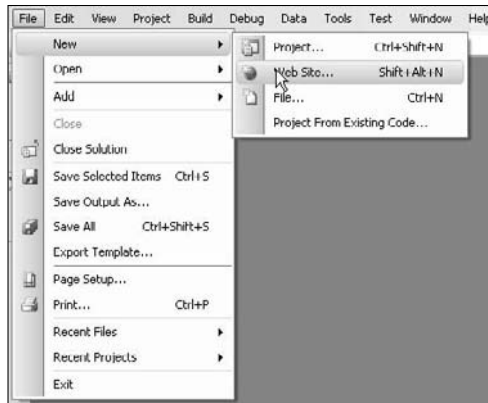 File Edit View Project Build Debug Data Tools Test Window Help
New
Project... Ctrl+Shift+N
Open
Web Site... Shift+Alt+N
Add
File... Ctrl+N
Close
Project From Existing Code...
Close Solution
Save Selected Items Ctrl+S
Save Output As...
Save All Ctrl+Shift+S
Export Template...
Page Setup...
Print... Ctrl+P
Recent Files
Recent Projects
Exit